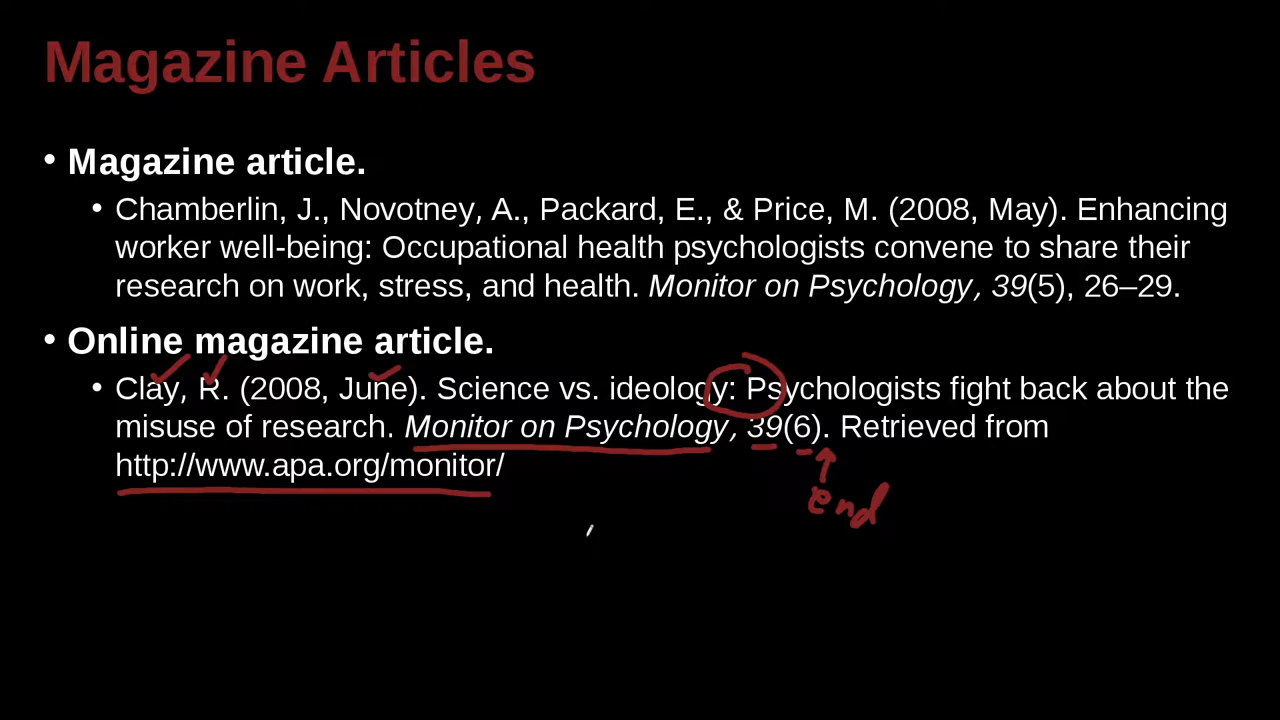 Magazine Articles
• Magazine article.
• Chamberlin, J., Novotney, A., Packard, E., & Price, M. (2008, May). Enhancing
worker well-being: Occupational health psychologists convene to share their
research on work, stress, and health. Monitor on Psychology, 39(5), 26–29.
• Online magazine article.
• Clay, R. (2008, June). Science vs. ideology: Psychologists fight back about the
misuse of research. Monitor on Psychology, 39(6). Retrieved from
http://www.apa.org/monitor/
end